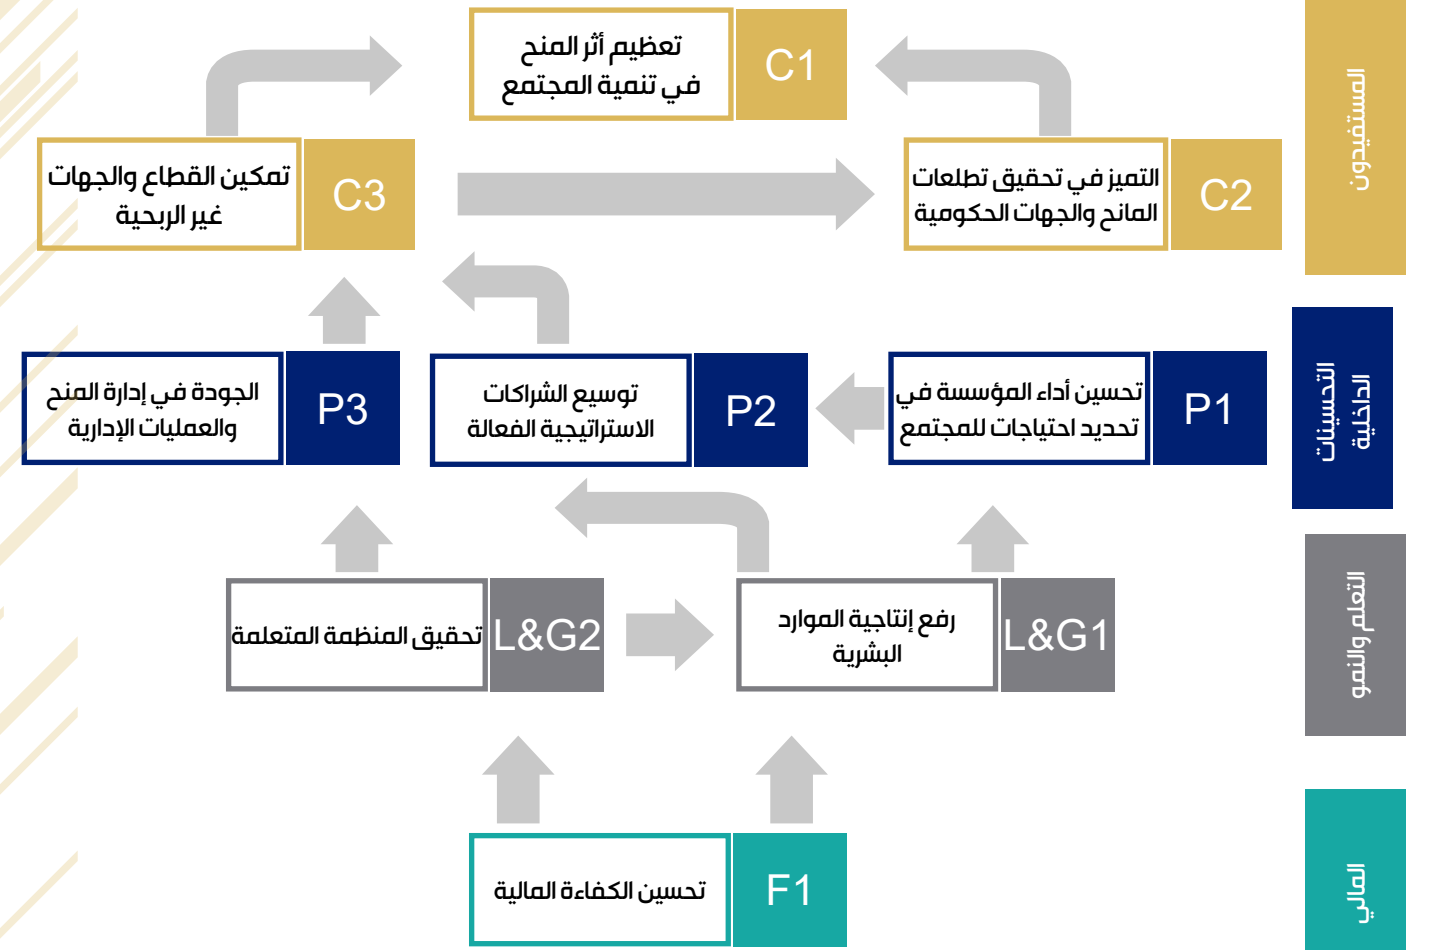 المستفيدون
C1
تعظيم أثر المنح
في تنمية المجتمع
C2
التميز في تحقيق تطلعات
المانح والجهات الحكومية
C3
تمكين القطاع والجهات
غير الربحية
التحسينات
الداخلية
P1
تحسين أداء المؤسسة في
تحديد احتياجات للمجتمع
P2
توسيع الشراكات
الاستراتيجية الفعالة
P3
الجودة في إدارة المنح
والعمليات الإدارية
التعلم والنمو
L&G1
رفع إنتاجية الموارد
البشرية
L&G2
تحقيق المنظمة المتعلمة
المالي
F1
تحسين الكفاءة المالية